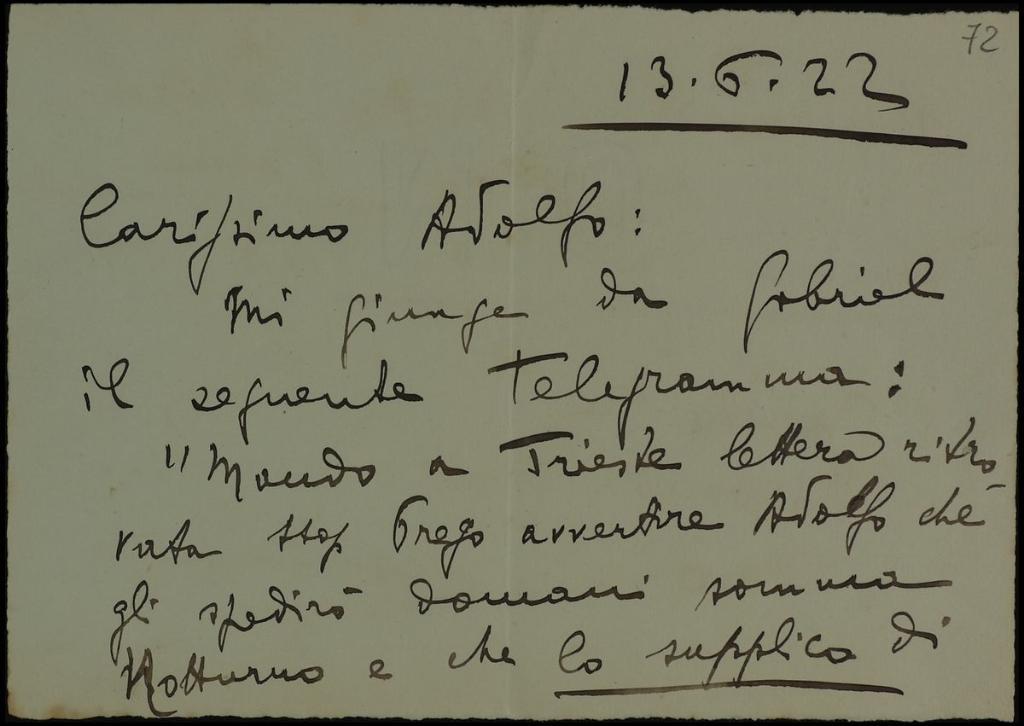 72
13.6.22
Carissimo Adolfo:
Mi giunge da Gabriel
il seguente Telegramma:
"Mando a Trieste lettera ritro
vata stop Prego avvertire Adolfo che
gli spedirò domani somma
Notturno e che lo supplica di